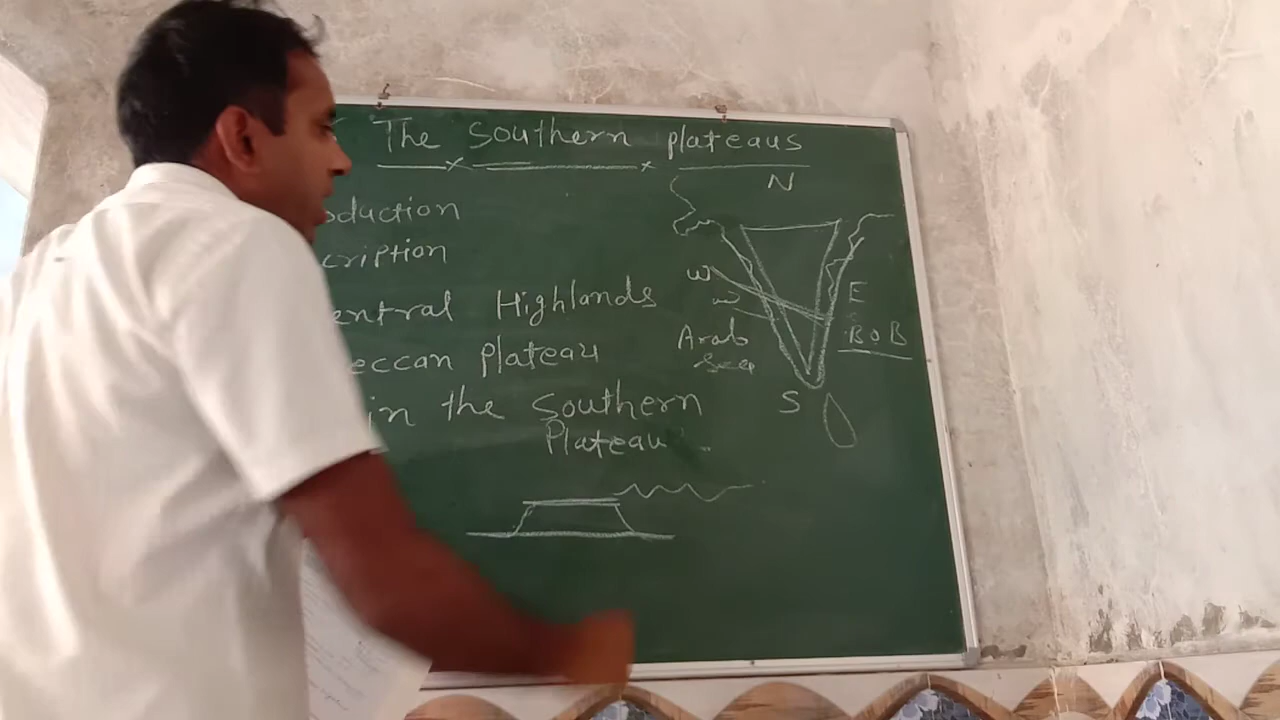 The Southern plateaus
N
oduction
cription
entral Highlands
eccan plateau
in the Southern
Plateau
W
W
E
Arab
Sea
BOB
S